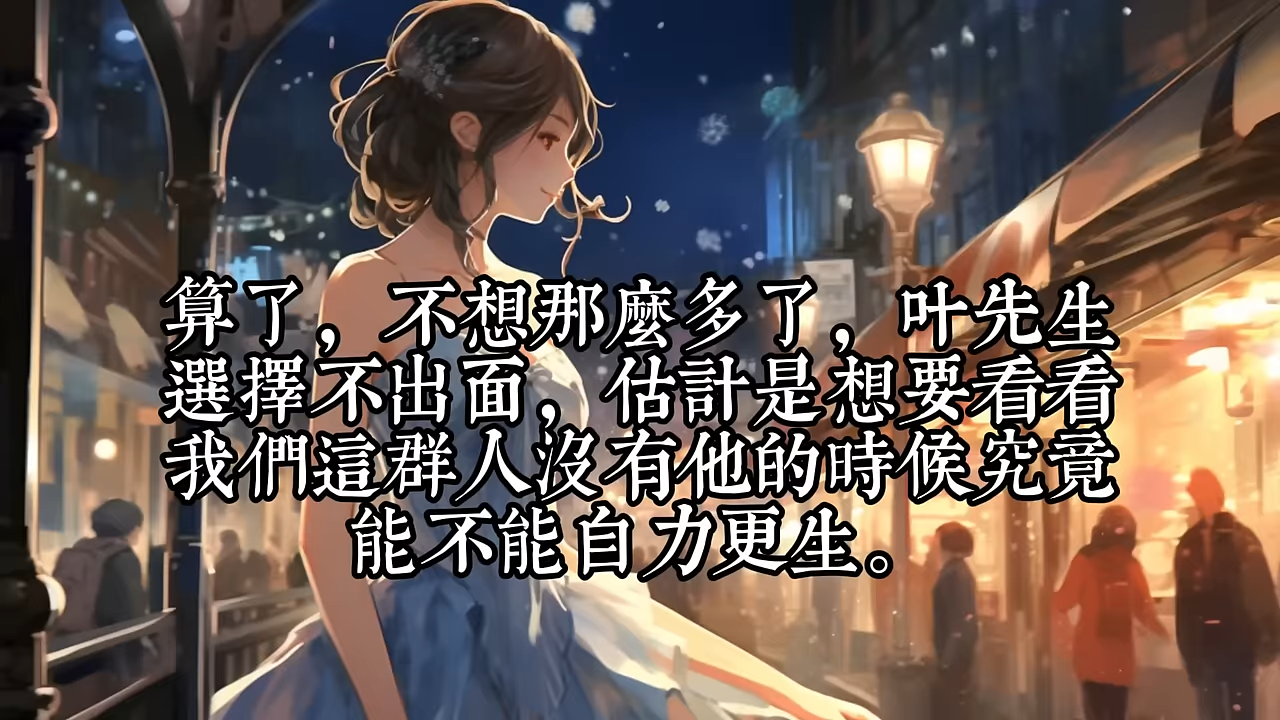 算了，不想那麼多了，叶先生
選擇不出面，估計是想要看看
我們這群人沒有他的時候究竟
能不能自力更生。